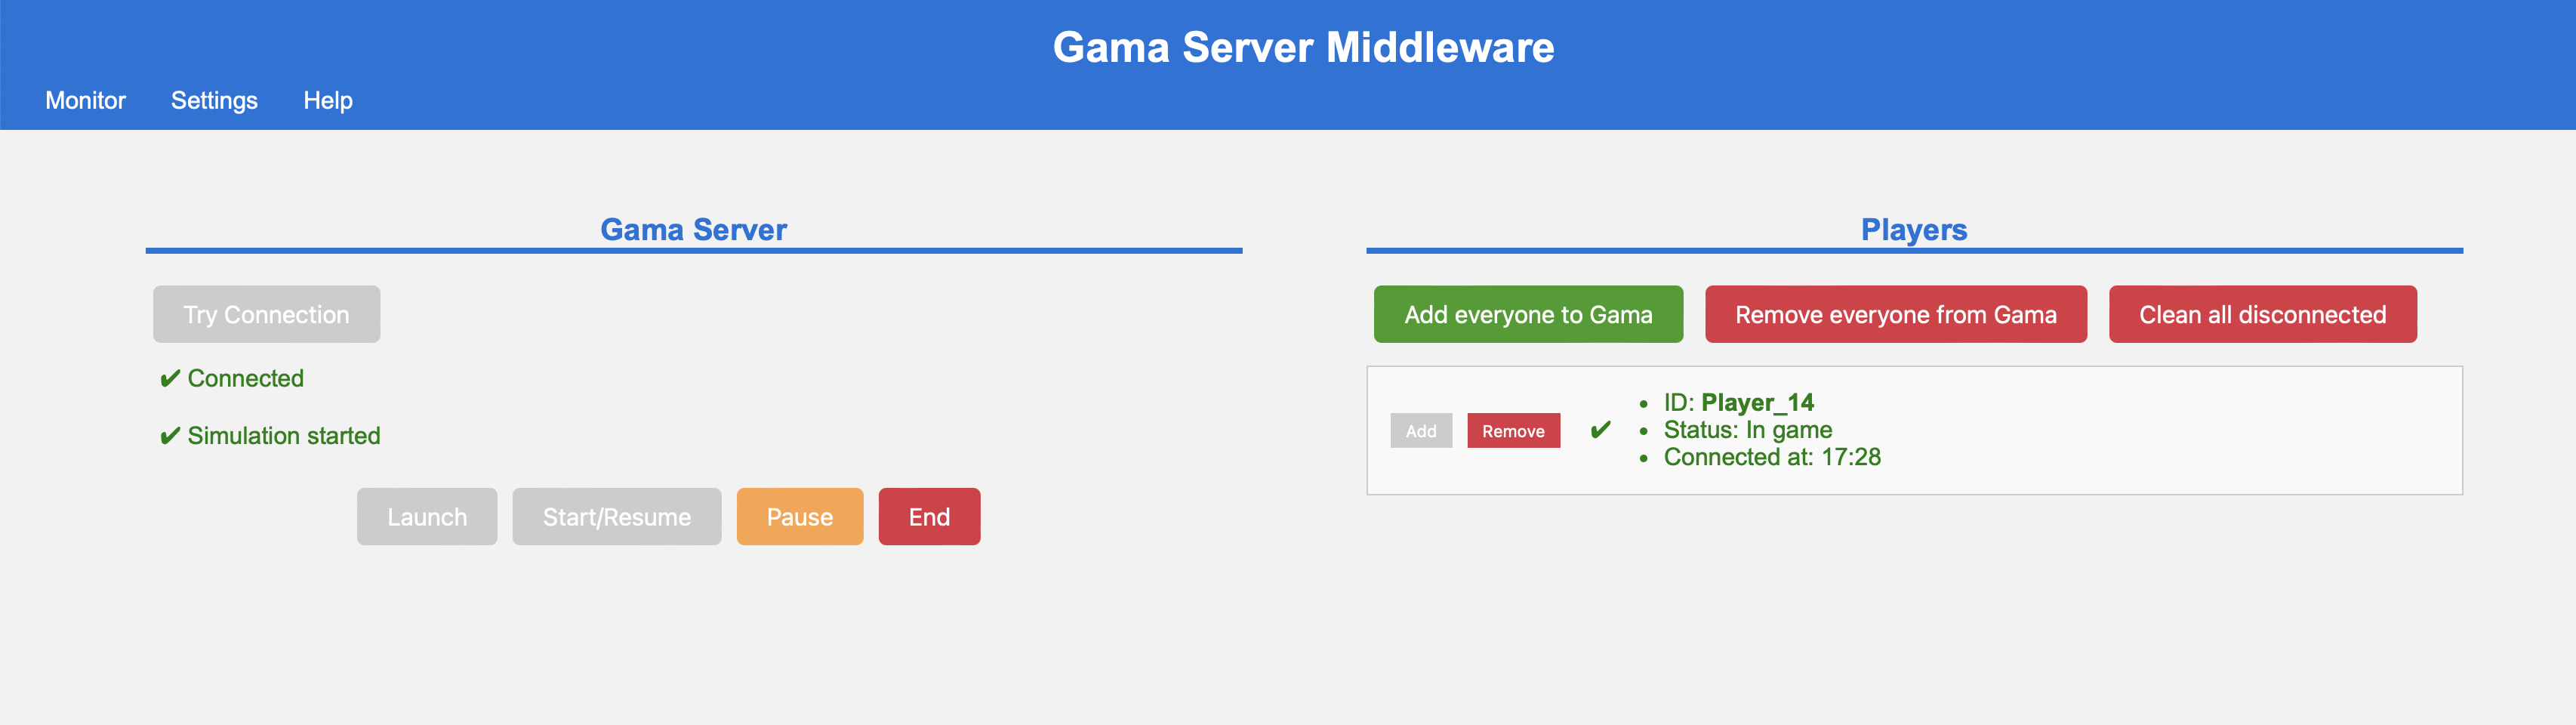 Gama Server Middleware
Monitor Settings Help
Gama Server
Try Connection
✔ Connected
✔ Simulation started
Launch Start/Resume Pause End
Players
Add everyone to Gama Remove everyone from Gama Clean all disconnected
Add Remove ✔
• ID: Player_14
• Status: In game
• Connected at: 17:28